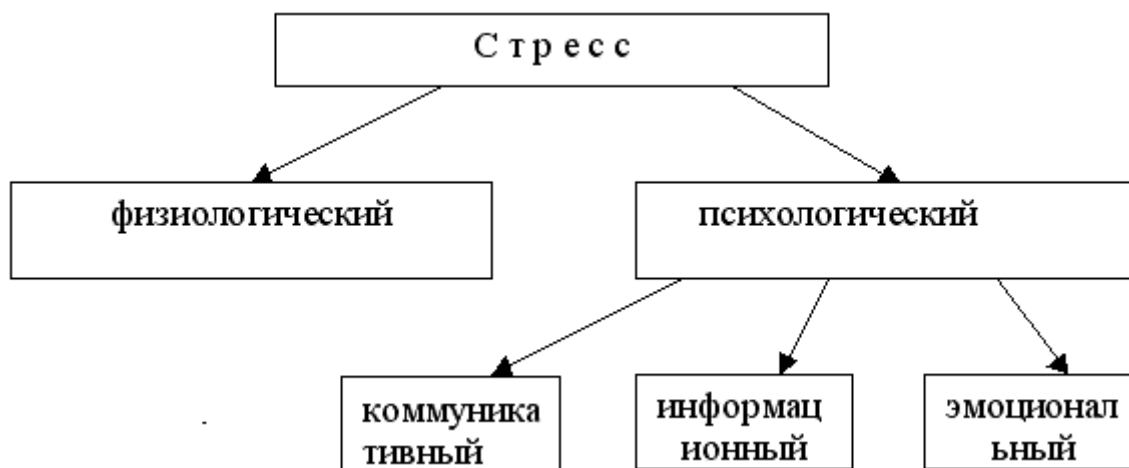 С т р е с с
физиологический
психологический
коммуника
тивный
информац
ионный
эмоционал
ьный